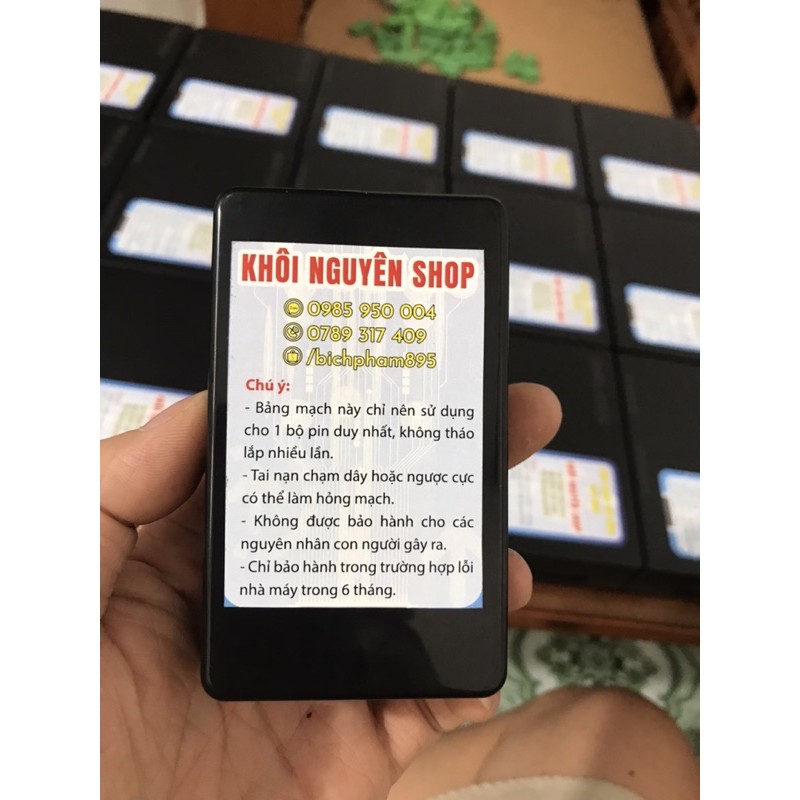 KHÔI NGUYÊN SHOP
0985 950 004
0789 317 409
/bichpham895
Chú ý:
- Bảng mạch này chỉ nên sử dụng
cho 1 bộ pin duy nhất, không tháo
lắp nhiều lần.
- Tai nạn chạm dây hoặc ngược cực
có thể làm hỏng mạch.
- Không được bảo hành cho các
nguyên nhân con người gây ra.
- Chỉ bảo hành trong trường hợp lỗi
nhà máy trong 6 tháng.